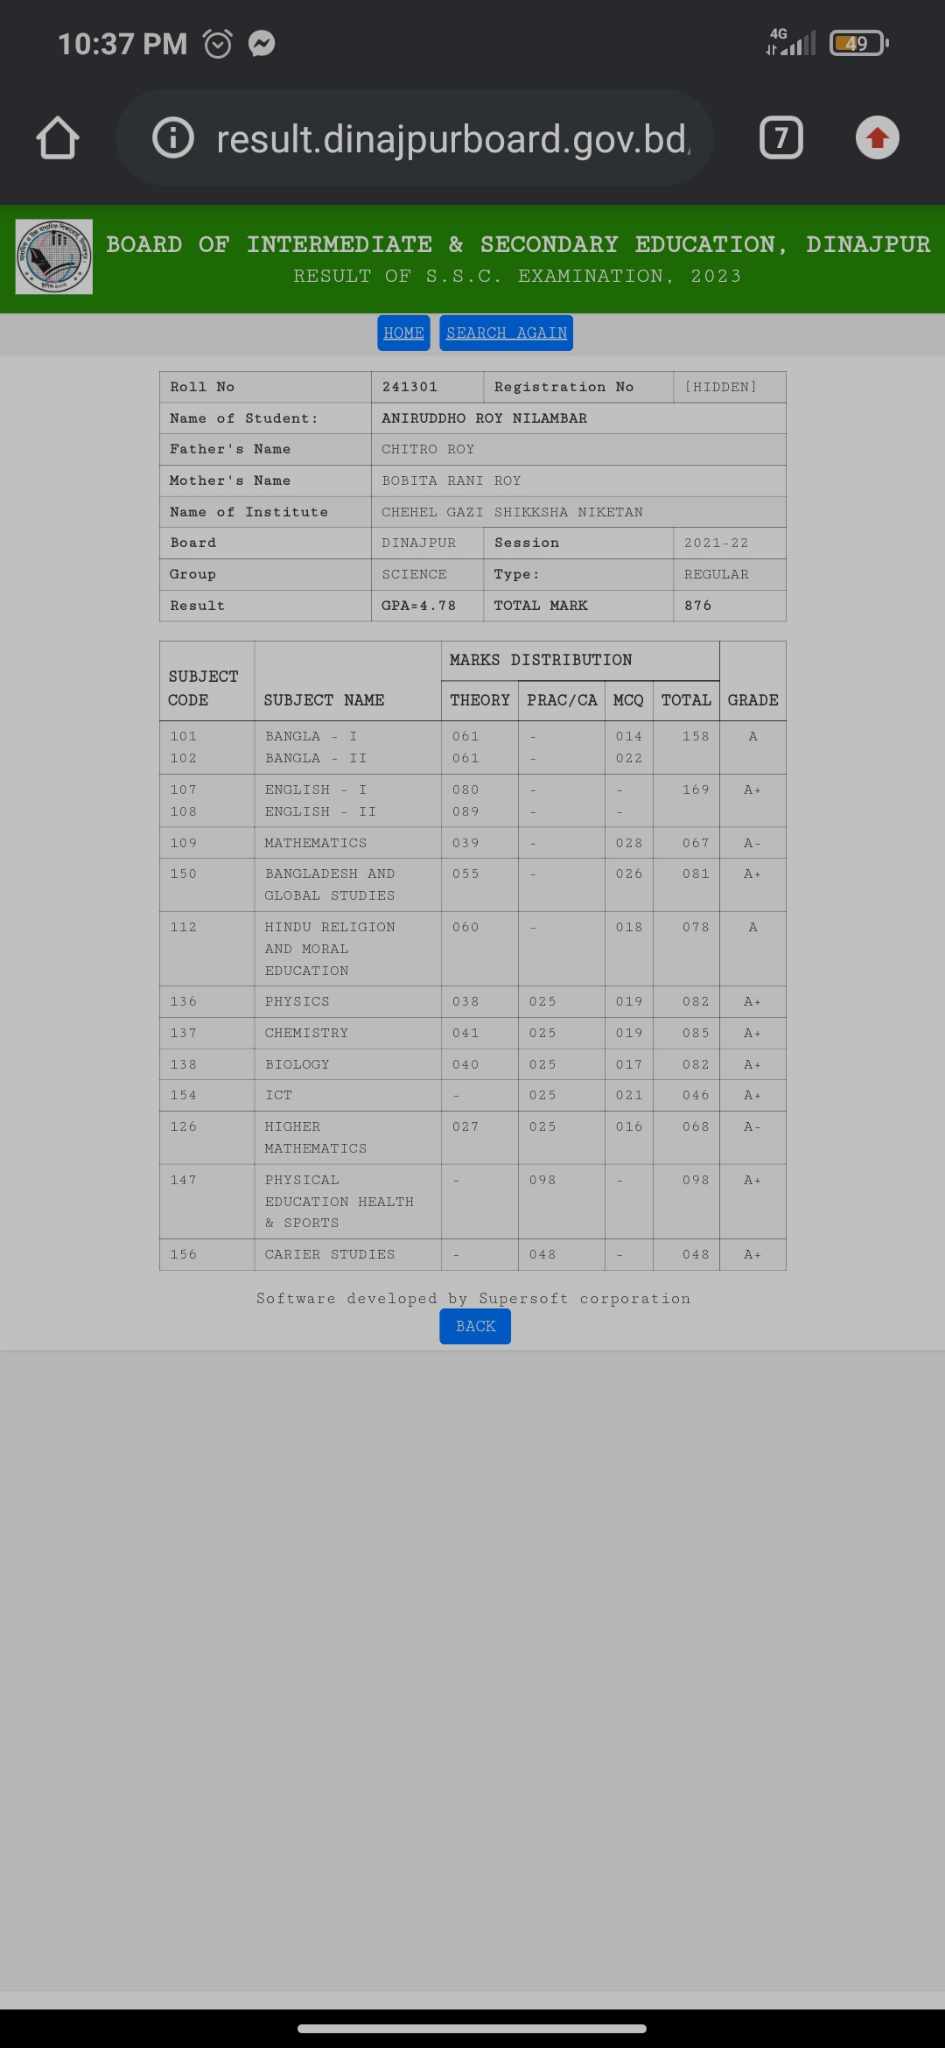 10:37 PM
4G
49
result.dinajpurboard.gov.bd
7
BOARD OF INTERMEDIATE & SECONDARY EDUCATION, DINAJPUR
RESULT OF S.S.C. EXAMINATION, 2023
HOME SEARCH AGAIN
Roll No 241301 Registration No [HIDDEN]
Name of Student: ANIRUDDHO ROY NILAMBAR
Father's Name CHITRO ROY
Mother's Name BOBITA RANI ROY
Name of Institute CHEHEL GAZI SHIKKSHA NIKETAN
Board DINAJPUR Session 2021-22
Group SCIENCE Type: REGULAR
Result GPA=4.78 TOTAL MARK 876
MARKS DISTRIBUTION
SUBJECT
CODE SUBJECT NAME THEORY PRAC/CA MCQ TOTAL GRADE
101 BANGLA - I 061 - 014 158 A
102 BANGLA - II 061 - 022
107 ENGLISH - I 080 - - 169 A+
108 ENGLISH - II 089 - -
109 MATHEMATICS 039 - 028 067 A-
150 BANGLADESH AND 055 - 026 081 A+
GLOBAL STUDIES
112 HINDU RELIGION 060 - 018 078 A
AND MORAL
EDUCATION
136 PHYSICS 038 025 019 082 A+
137 CHEMISTRY 041 025 019 085 A+
138 BIOLOGY 040 025 017 082 A+
154 ICT - 025 021 046 A+
126 HIGHER 027 025 016 068 A-
MATHEMATICS
147 PHYSICAL - 098 - 098 A+
EDUCATION HEALTH
& SPORTS
156 CARIER STUDIES - 048 - 048 A+
Software developed by Supersoft corporation
BACK